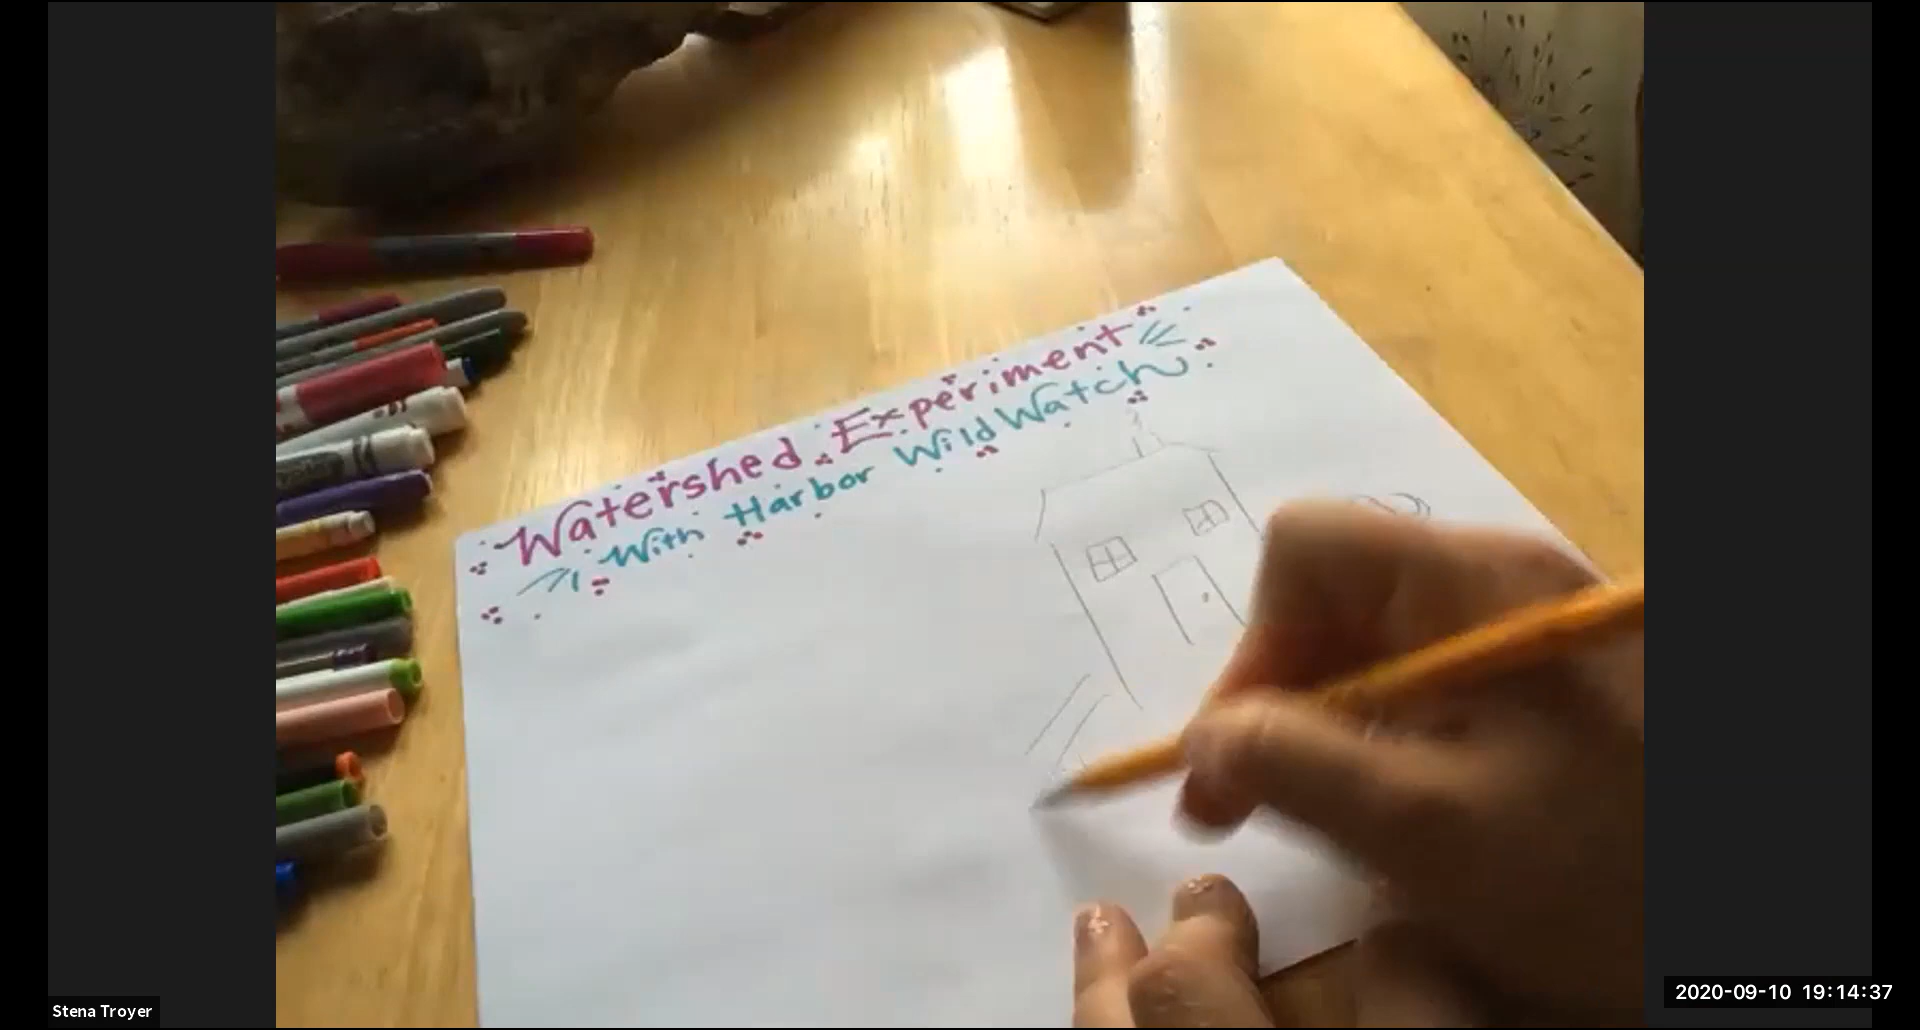 Watershed Experiment
With Harbor WildWatch
Stena Troyer
2020-09-10 19:14:37